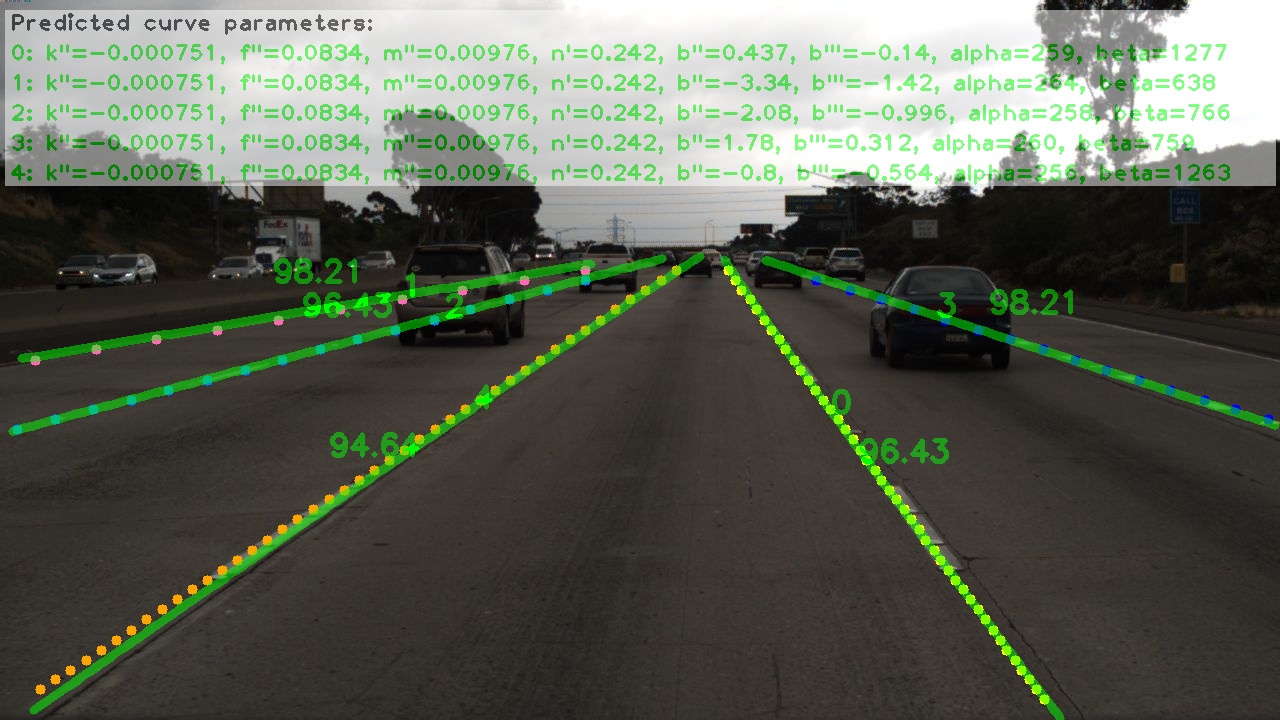 Predicted curve parameters:
0: k''=-0.000751, f''=0.0834, m''=0.00976, n'=0.242, b''=0.437, b'''=-0.14, alpha=259, beta=1277
1: k''=-0.000751, f''=0.0834, m''=0.00976, n'=0.242, b''=-3.34, b'''=-1.42, alpha=264, beta=638
2: k''=-0.000751, f''=0.0834, m''=0.00976, n'=0.242, b''=-2.08, b'''=-0.996, alpha=258, beta=766
3: k''=-0.000751, f''=0.0834, m''=0.00976, n'=0.242, b''=1.78, b'''=0.312, alpha=260, beta=759
4: k''=-0.000751, f''=0.0834, m''=0.00976, n'=0.242, b''=-0.8, b'''=-0.564, alpha=256, beta=1263
CALL
BOX
FedEx
FedEx
98.21
1
96.43
2
3
98.21
4
0
94.64
96.43